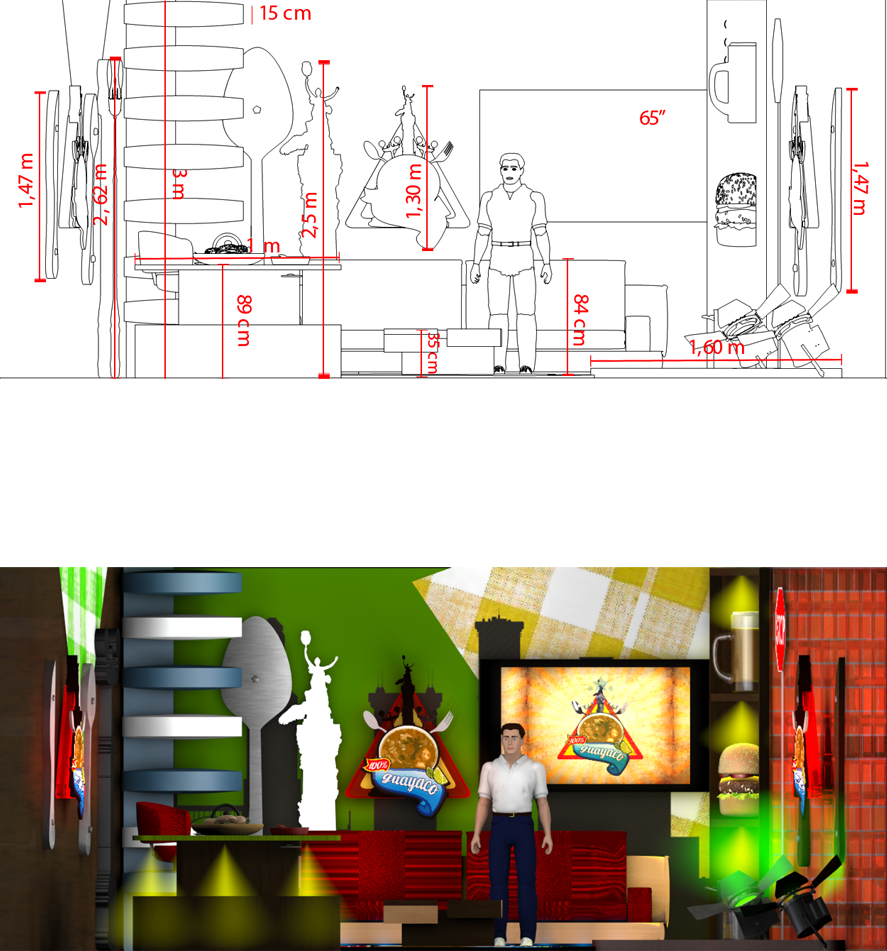 15 cm
65″
1,47 m
2,62 m
3 m
2,5 m
1,30 m
1,47 m
1 m
89 cm
35 cm
84 cm
1,60 m
100%
guayaco
100%
guayaco